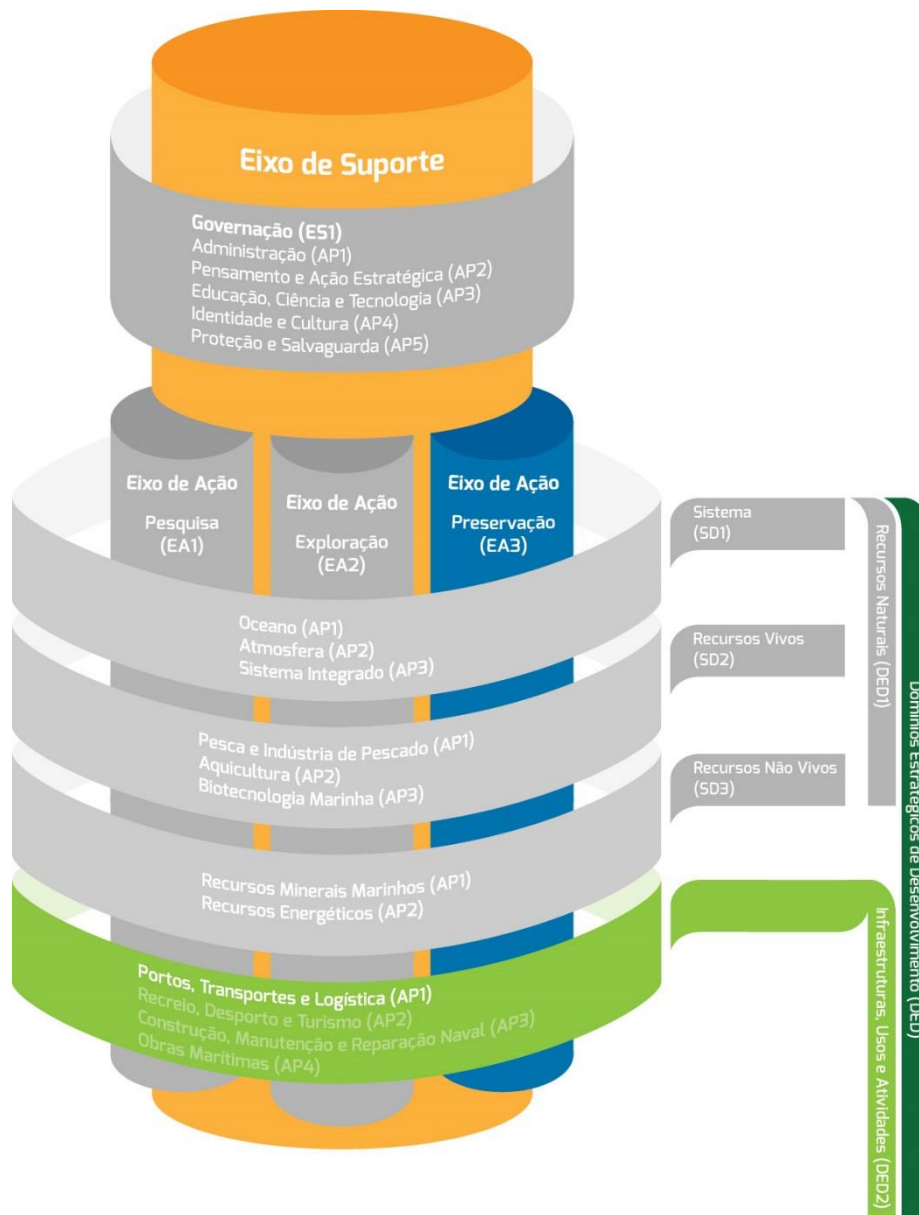 Eixo de Suporte
Governação (ES1)
Administração (AP1)
Pensamento e Ação Estratégica (AP2)
Educação, Ciência e Tecnologia (AP3)
Identidade e Cultura (AP4)
Proteção e Salvaguarda (AP5)
Eixo de Ação
Pesquisa
(EA1)
Eixo de Ação
Exploração
(EA2)
Eixo de Ação
Preservação
(EA3)
Oceano (AP1)
Atmosfera (AP2)
Sistema Integrado (AP3)
Pesca e Indústria de Pescado (AP1)
Aquicultura (AP2)
Biotecnologia Marinha (AP3)
Recursos Minerais Marinhos (AP1)
Recursos Energéticos (AP2)
Portos, Transportes e Logística (AP1)
Recreio, Desporto e Turismo (AP2)
Construção, Manutenção e Reparação Naval (AP3)
Obras Marítimas (AP4)
Sistema
(SD1)
Recursos Vivos
(SD2)
Recursos Não Vivos
(SD3)
Recursos Naturais (DED1)
Infraestruturas, Usos e Atividades (DED2)
Domínios Estratégicos de Desenvolvimento (DED)